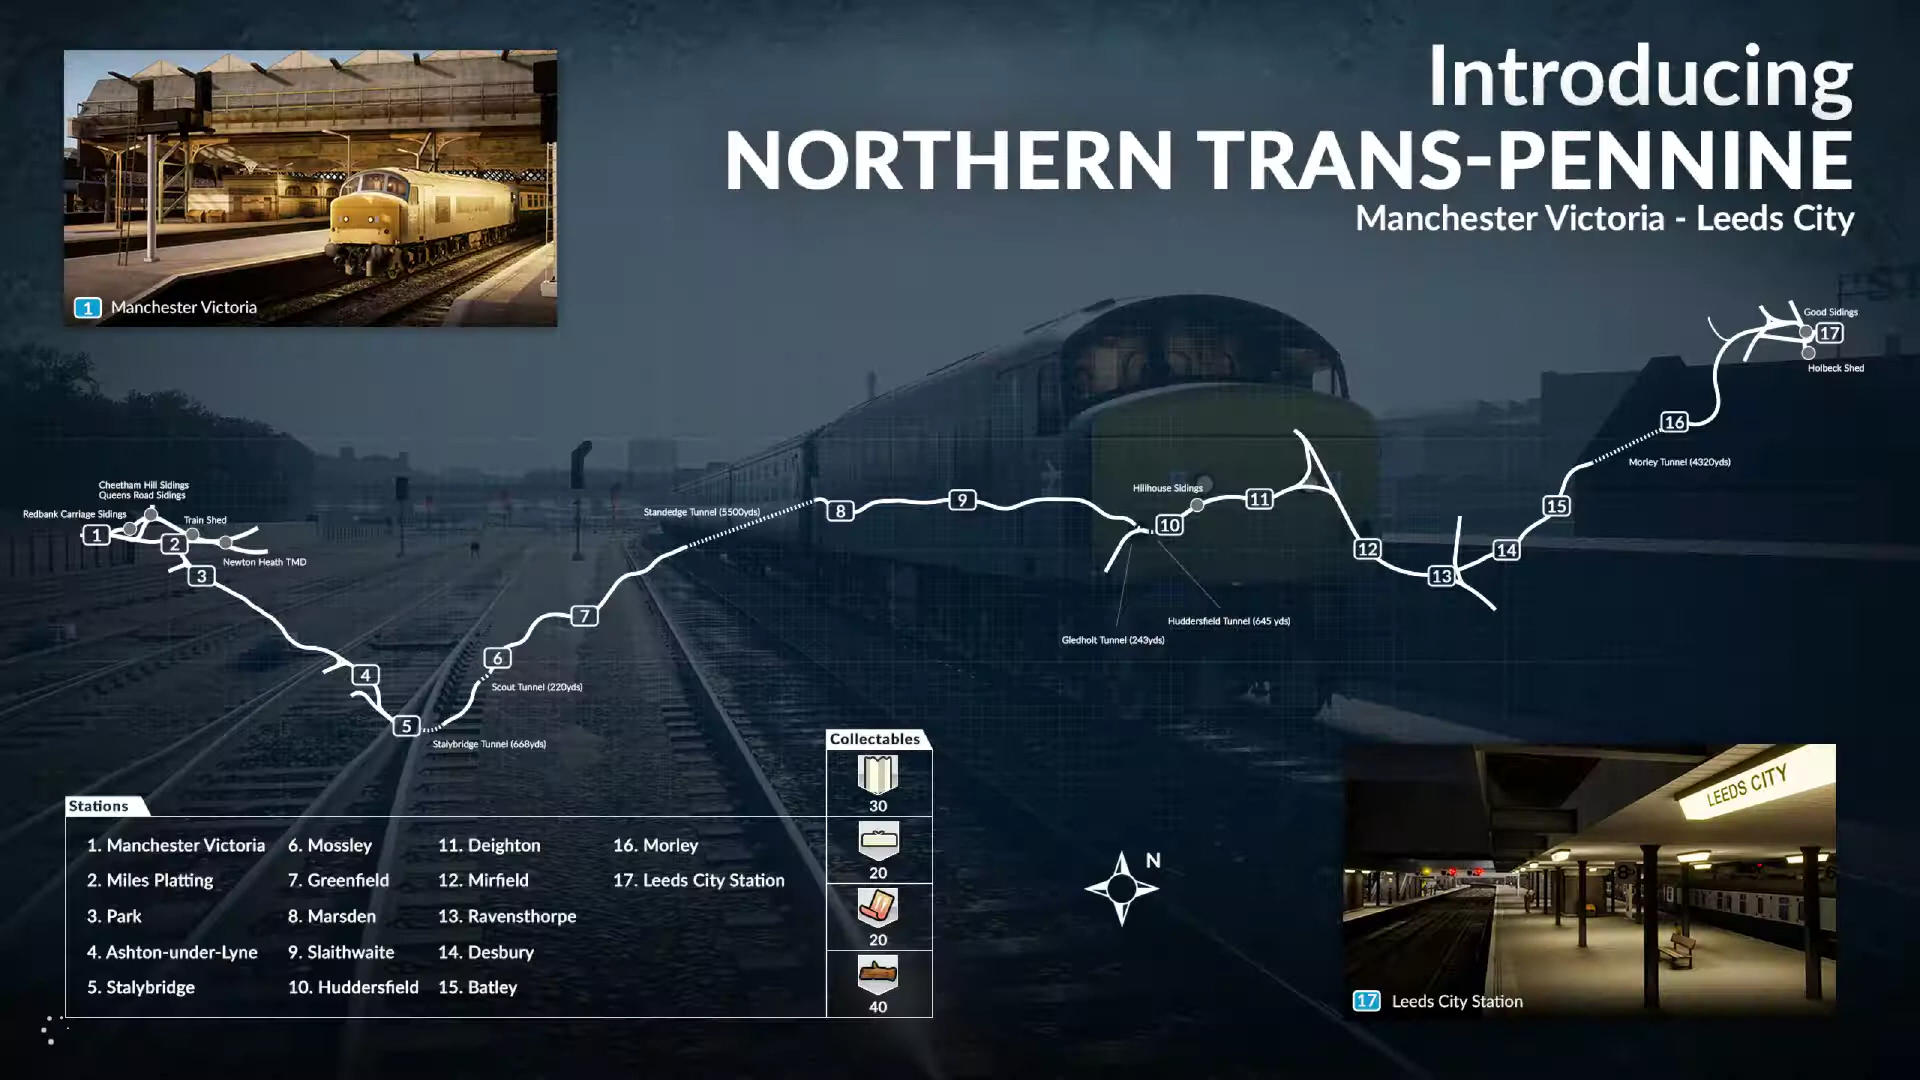 Introducing
NORTHERN TRANS-PENNINE
Manchester Victoria - Leeds City
1 Manchester Victoria
Good Sidings
17
Holbeck Shed
16
Morley Tunnel (4320yds)
Cheetham Hill Sidings
Queens Road Sidings
Redbank Carriage Sidings
Train Shed
1
2
Newton Heath TMD
3
Standedge Tunnel (5500yds)
8
9
Hillhouse Sidings
10
11
15
12
14
13
7
Huddersfield Tunnel (645 yds)
Gledholt Tunnel (243yds)
6
4
Scout Tunnel (220yds)
5
Stalybridge Tunnel (668yds)
Collectables
30
20
20
40
Stations
1. Manchester Victoria
2. Miles Platting
3. Park
4. Ashton-under-Lyne
5. Stalybridge
6. Mossley
7. Greenfield
8. Marsden
9. Slaithwaite
10. Huddersfield
11. Deighton
12. Mirfield
13. Ravensthorpe
14. Desbury
15. Batley
16. Morley
17. Leeds City Station
N
LEEDS CITY
17 Leeds City Station